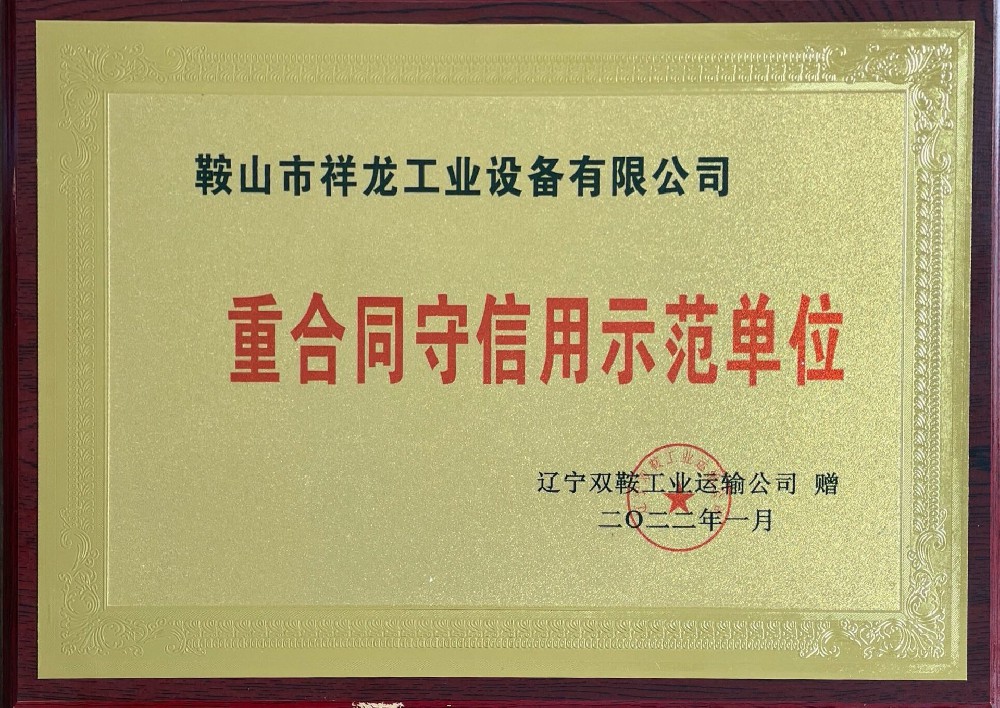 鞍山市祥龙工业设备有限公司
重合同守信用示范单位
辽宁双鞍工业运输公司 赠
二〇二二年一月